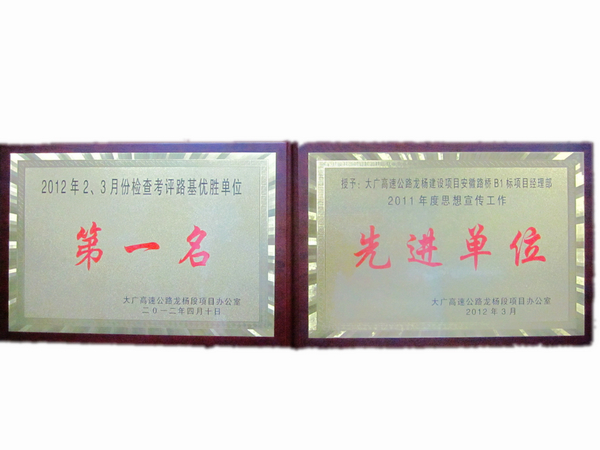 2012年2、3月份检查考评路基优胜单位
第一名
大广高速公路龙杨段项目办公室
二〇一二年四月十日
授予：大广高速公路龙杨建设项目安徽路桥B1标项目经理部
2011年度思想宣传工作
先进单位
大广高速公路龙杨段项目办公室
2012年3月